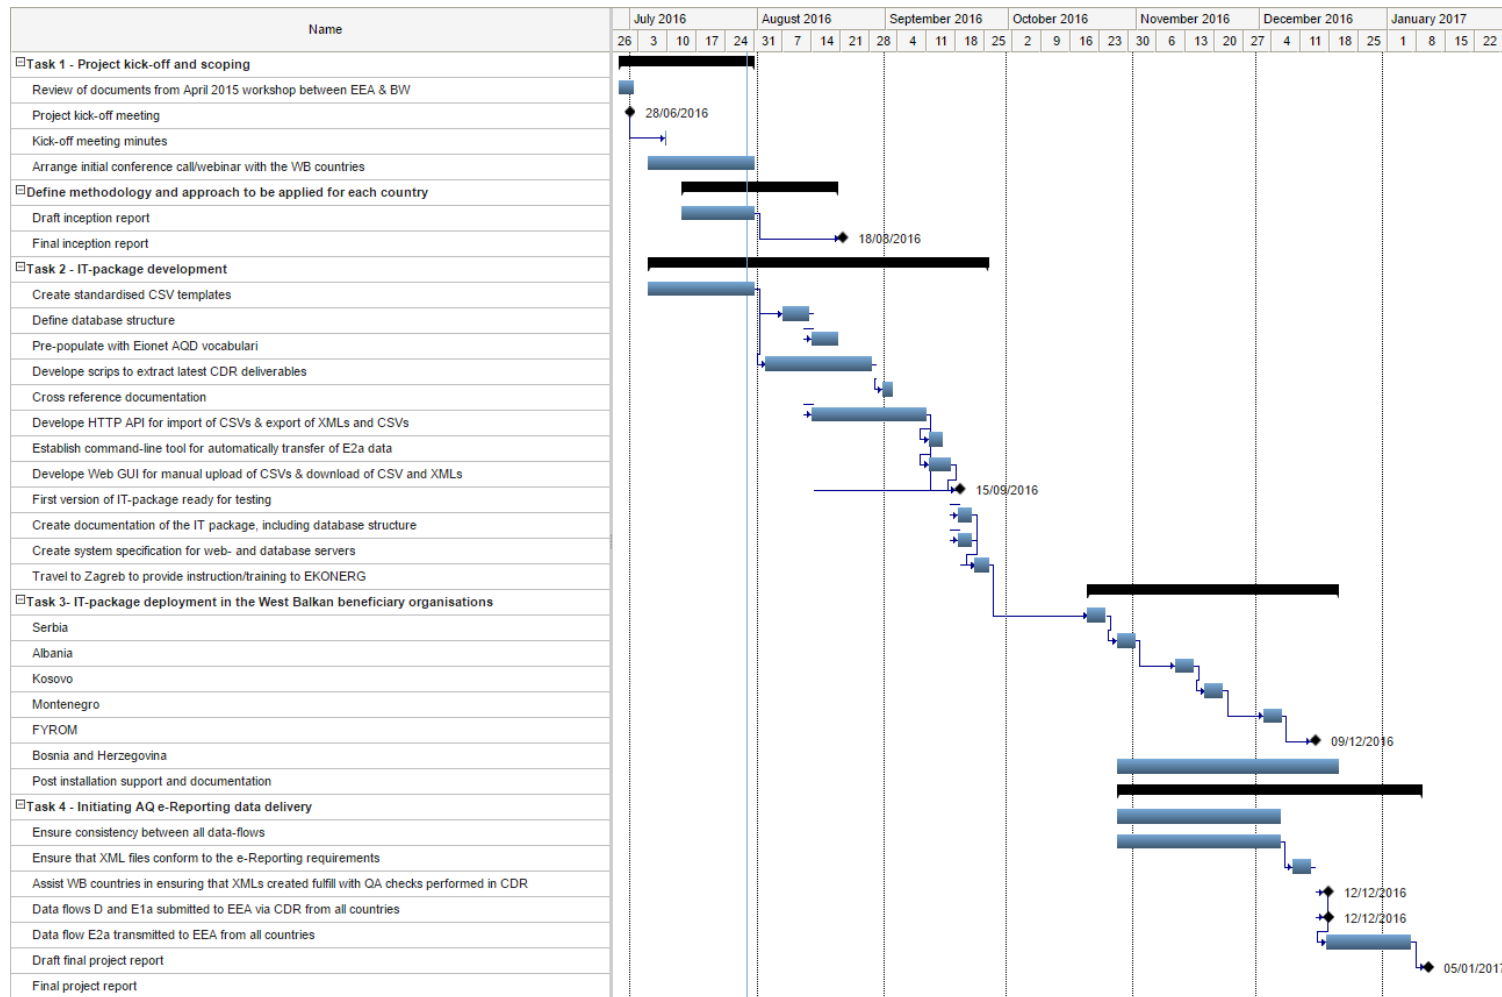 Name
July 2016 August 2016 September 2016 October 2016 November 2016 December 2016 January 2017
26 3 10 17 24 31 7 14 21 28 4 11 18 25 2 9 16 23 30 6 13 20 27 4 11 18 25 1 8 15 22
Task 1 - Project kick-off and scoping
Review of documents from April 2015 workshop between EEA & BW
Project kick-off meeting 28/06/2016
Kick-off meeting minutes
Arrange initial conference call/webinar with the WB countries
Define methodology and approach to be applied for each country
Draft inception report
Final inception report 18/08/2016
Task 2 - IT-package development
Create standardised CSV templates
Define database structure
Pre-populate with Eionet AQD vocabulari
Develope scrips to extract latest CDR deliverables
Cross reference documentation
Develope HTTP API for import of CSVs & export of XMLs and CSVs
Establish command-line tool for automatically transfer of E2a data
Develope Web GUI for manual upload of CSVs & download of CSV and XMLs
First version of IT-package ready for testing 15/09/2016
Create documentation of the IT package, including database structure
Create system specification for web- and database servers
Travel to Zagreb to provide instruction/training to EKONERG
Task 3- IT-package deployment in the West Balkan beneficiary organisations
Serbia
Albania
Kosovo
Montenegro
FYROM
09/12/2016
Bosnia and Herzegovina
Post installation support and documentation
Task 4 - Initiating AQ e-Reporting data delivery
Ensure consistency between all data-flows
Ensure that XML files conform to the e-Reporting requirements
Assist WB countries in ensuring that XMLs created fulfill with QA checks performed in CDR
12/12/2016
Data flows D and E1a submitted to EEA via CDR from all countries
12/12/2016
Data flow E2a transmitted to EEA from all countries
Draft final project report
05/01/2017
Final project report